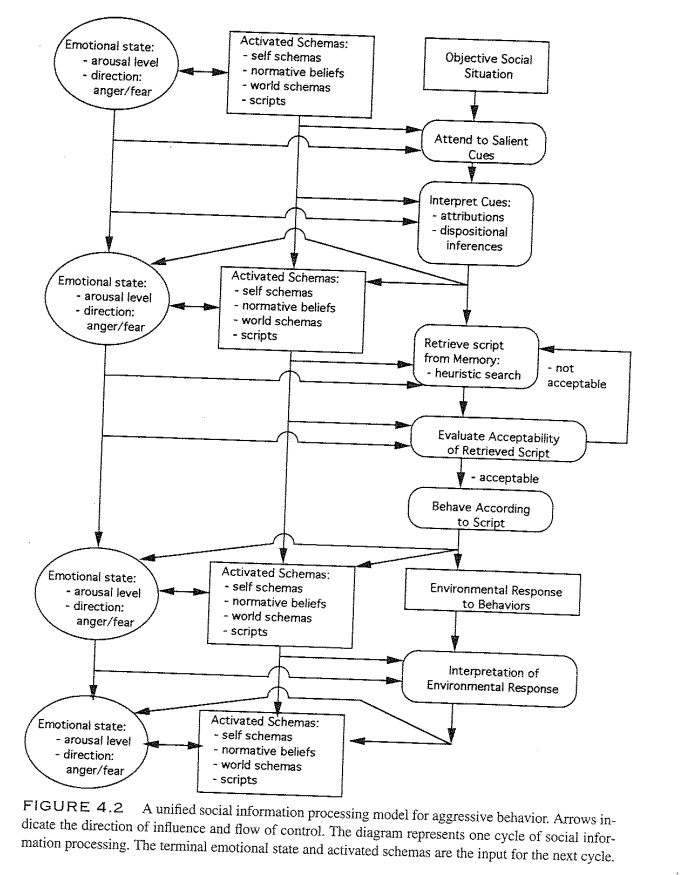 Emotional state:
- arousal level
- direction:
anger/fear
Activated Schemas:
- self schemas
- normative beliefs
- world schemas
- scripts
Objective Social
Situation
Attend to Salient
Cues
Interpret Cues:
- attributions
- dispositional
inferences
Emotional state:
- arousal level
- direction:
anger/fear
Activated Schemas:
- self schemas
- normative beliefs
- world schemas
- scripts
Retrieve script
from Memory:
- heuristic search
- not
acceptable
Evaluate Acceptability
of Retrieved Script
- acceptable
Behave According
to Script
Emotional state:
- arousal level
- direction:
anger/fear
Activated Schemas:
- self schemas
- normative beliefs
- world schemas
- scripts
Environmental Response
to Behaviors
Interpretation of
Environmental Response
Emotional state:
- arousal level
- direction:
anger/fear
Activated Schemas:
- self schemas
- normative beliefs
- world schemas
- scripts
FIGURE 4.2 A unified social information processing model for aggressive behavior. Arrows in-
dicate the direction of influence and flow of control. The diagram represents one cycle of social infor-
mation processing. The terminal emotional state and activated schemas are the input for the next cycle.